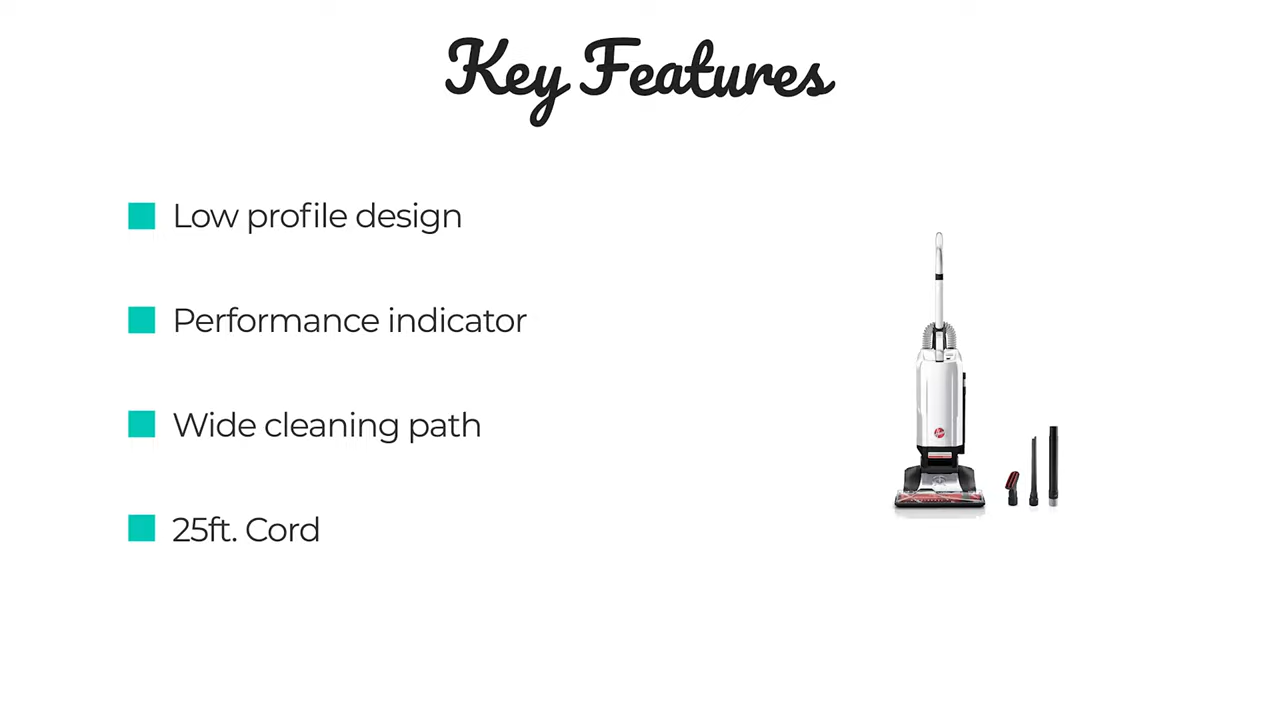 Key Features
Low profile design
Performance indicator
Wide cleaning path
25ft. Cord